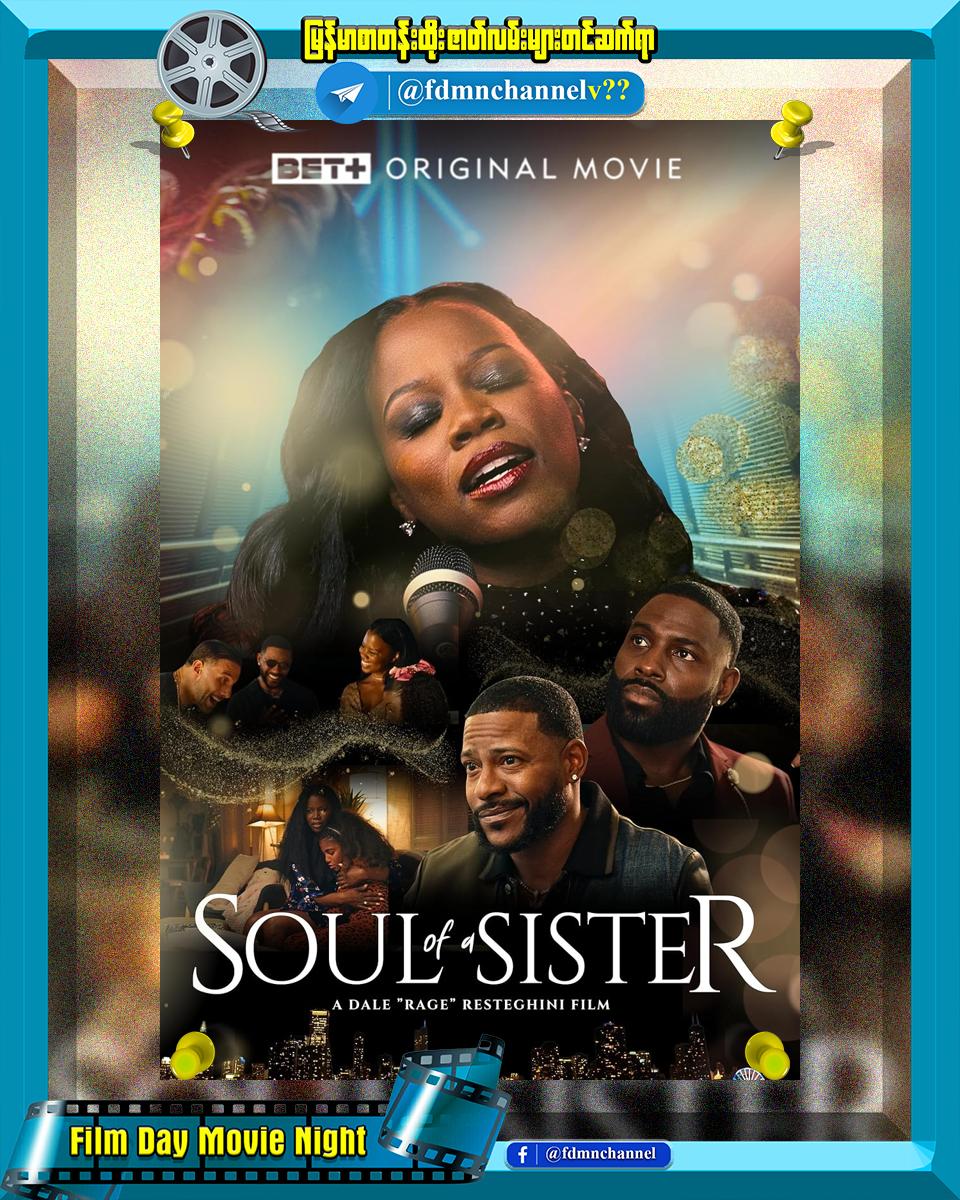 မြန်မာစာတန်းထိုးဇာတ်လမ်းများတင်ဆက်ရာ
@fdmnchannelv??
BET+ ORIGINAL MOVIE
SOUL of a SISTER
A DALE "RAGE" RESTEGHINI FILM
Film Day Movie Night
@fdmnchannel